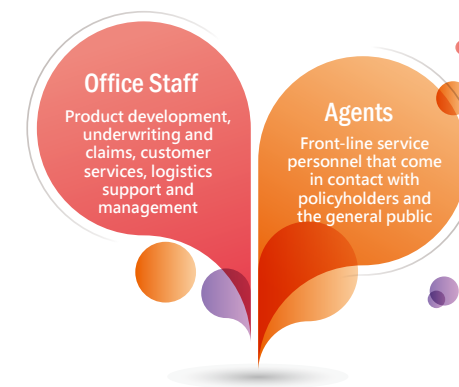 Office Staff
Product development,
underwriting and
claims, customer
services, logistics
support and
management
Agents
Front-line service
personnel that come
in contact with
policyholders and
the general public